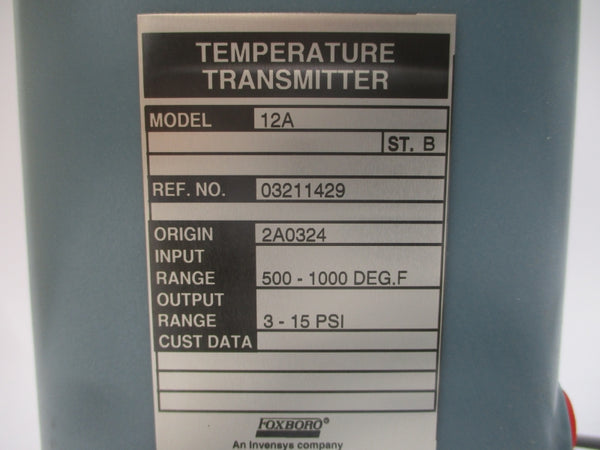 TEMPERATURE
TRANSMITTER
MODEL 12A
ST. B
REF. NO. 03211429
ORIGIN 2A0324
INPUT
RANGE 500 - 1000 DEG.F
OUTPUT
RANGE 3 - 15 PSI
CUST DATA
FOXBORO®
An Invensys company